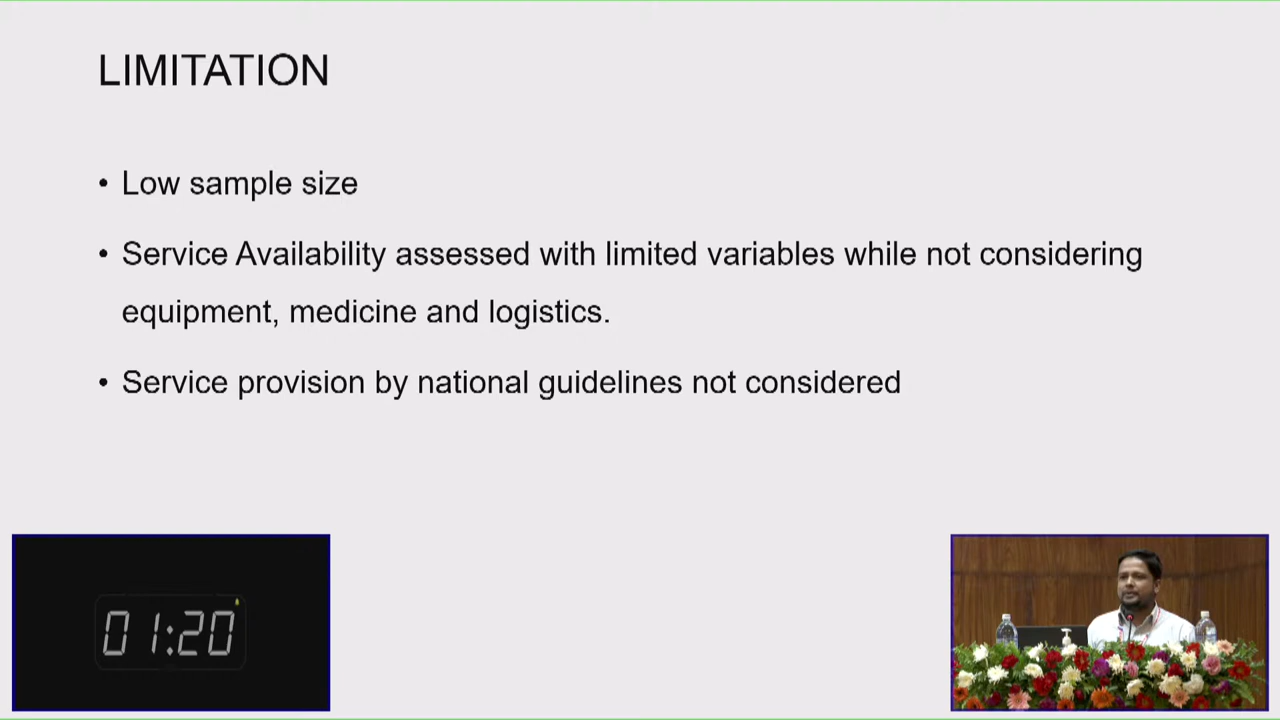 LIMITATION
• Low sample size
• Service Availability assessed with limited variables while not considering
equipment, medicine and logistics.
• Service provision by national guidelines not considered
01:20